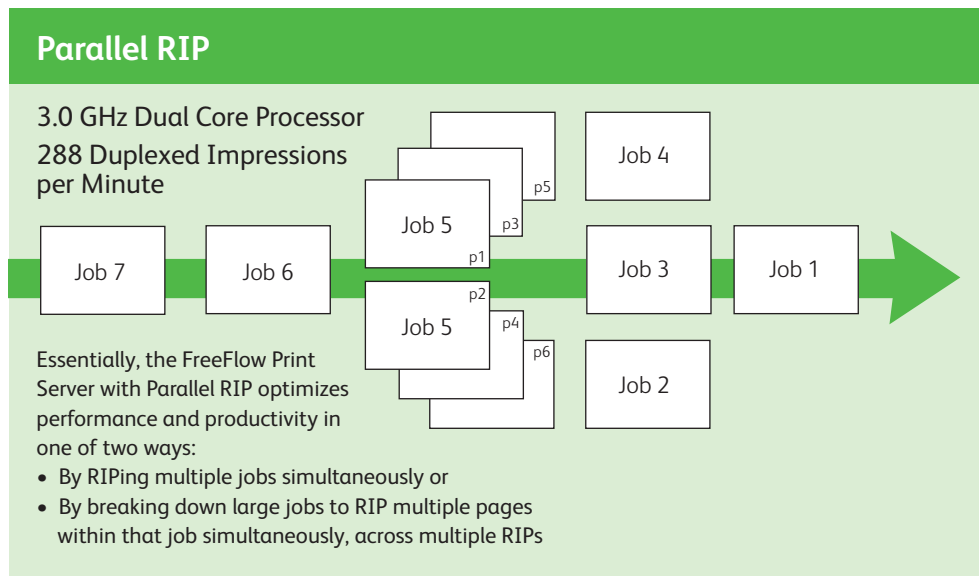 Parallel RIP
3.0 GHz Dual Core Processor
288 Duplexed Impressions
per Minute
Job 7
Job 6
Job 5
p1
p3
p5
Job 5
p2
p4
p6
Job 4
Job 3
Job 2
Job 1
Essentially, the FreeFlow Print
Server with Parallel RIP optimizes
performance and productivity in
one of two ways:
• By RIPing multiple jobs simultaneously or
• By breaking down large jobs to RIP multiple pages
within that job simultaneously, across multiple RIPs